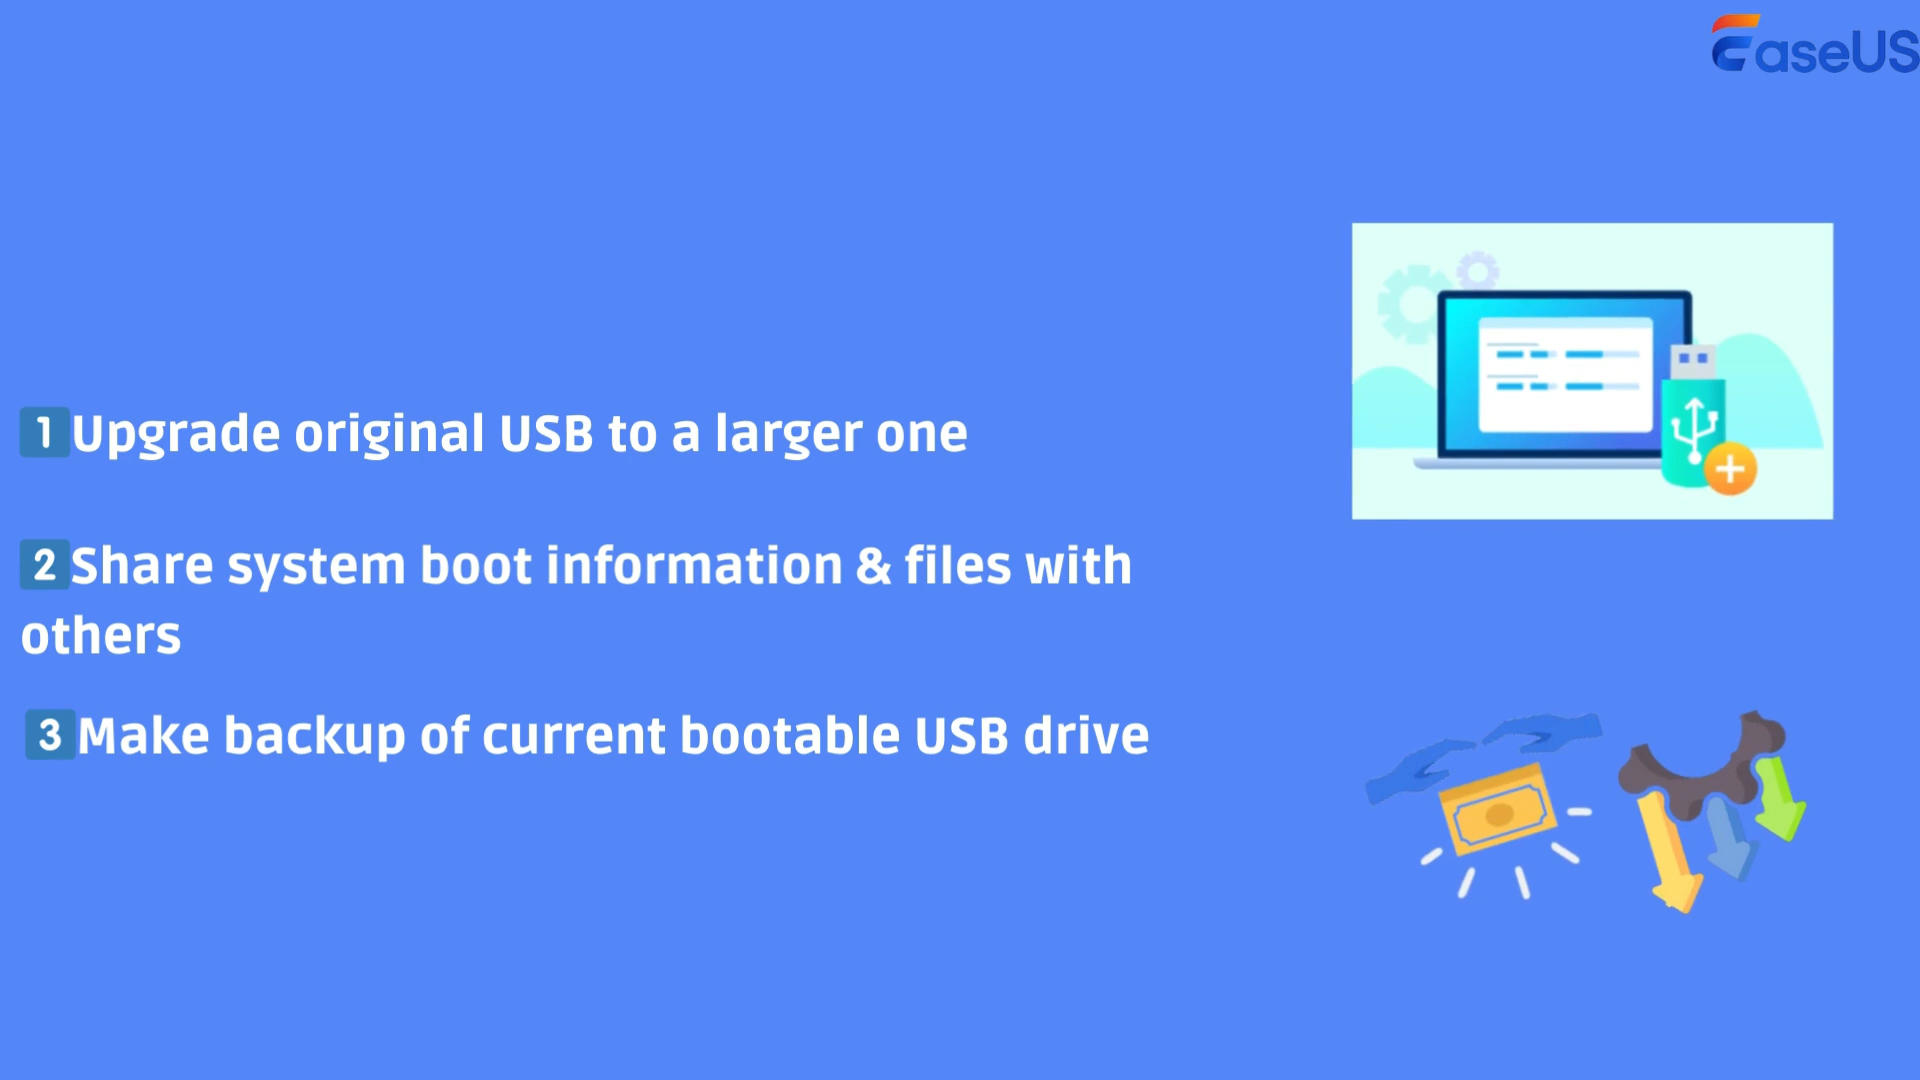 EaseUS
1 Upgrade original USB to a larger one
2 Share system boot information & files with
others
3 Make backup of current bootable USB drive